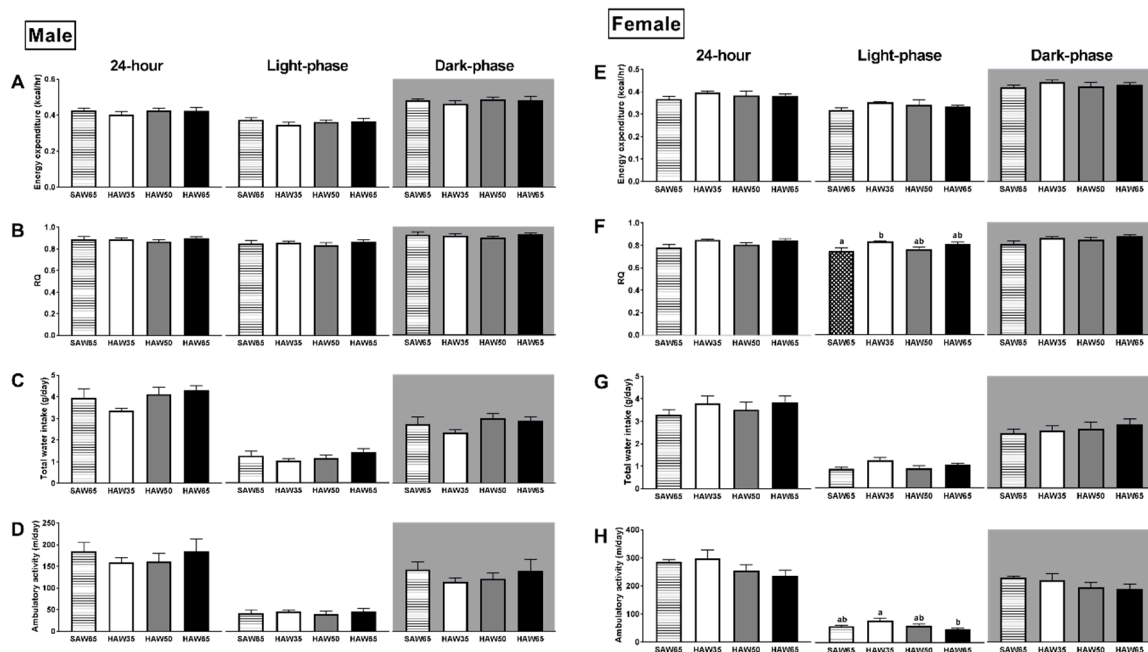 Male
24-hour Light-phase Dark-phase
A
Energy expenditure (kcal/hr)
0.6
0.4
0.2
0.0
SAW65 HAW35 HAW50 HAW65 SAW65 HAW35 HAW50 HAW65 SAW65 HAW35 HAW50 HAW65
B
RQ
1.0
0.8
0.6
0.4
0.2
0.0
SAW65 HAW35 HAW50 HAW65 SAW65 HAW35 HAW50 HAW65 SAW65 HAW35 HAW50 HAW65
C
Total water intake (g/day)
5
4
3
2
1
0
SAW65 HAW35 HAW50 HAW65 SAW65 HAW35 HAW50 HAW65 SAW65 HAW35 HAW50 HAW65
D
Ambulatory activity (m/day)
250
200
150
100
50
0
SAW65 HAW35 HAW50 HAW65 SAW65 HAW35 HAW50 HAW65 SAW65 HAW35 HAW50 HAW65
Female
24-hour Light-phase Dark-phase
E
Energy expenditure (kcal/hr)
0.5
0.4
0.3
0.2
0.1
0.0
SAW65 HAW35 HAW50 HAW65 SAW65 HAW35 HAW50 HAW65 SAW65 HAW35 HAW50 HAW65
F
RQ
1.0
0.8
0.6
0.4
0.2
0.0
a b ab ab
SAW65 HAW35 HAW50 HAW65 SAW65 HAW35 HAW50 HAW65 SAW65 HAW35 HAW50 HAW65
G
Total water intake (g/day)
5
4
3
2
1
0
SAW65 HAW35 HAW50 HAW65 SAW65 HAW35 HAW50 HAW65 SAW65 HAW35 HAW50 HAW65
H
Ambulatory activity (m/day)
400
300
200
100
0
ab a ab b
SAW65 HAW35 HAW50 HAW65 SAW65 HAW35 HAW50 HAW65 SAW65 HAW35 HAW50 HAW65